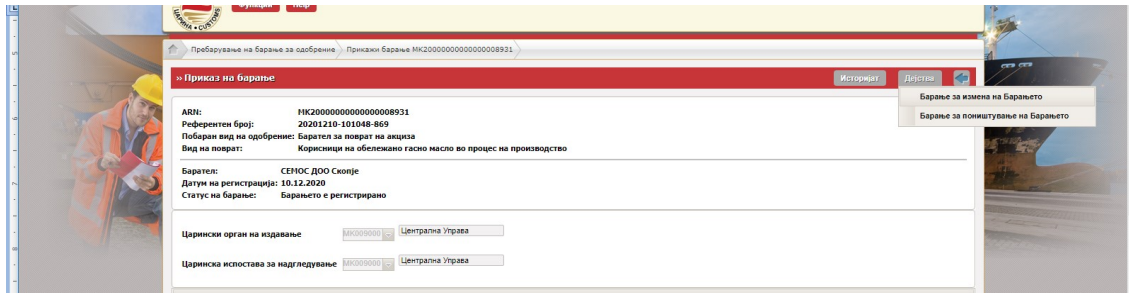 Функции Help
ЦАРИНА • CUSTOMS
Пребарување на барање за одобрение Прикажи барање MK20000000000000008931
» Приказ на барање Историјат Дејства
Барање за измена на Барањето
Барање за поништување на Барањето
ARN: MK20000000000000008931
Референтен број: 20201210-101048-869
Побаран вид на одобрение: Барател за поврат на акциза
Вид на поврат: Корисници на обележано гасно масло во процес на производство
Барател: СЕМОС ДОО Скопје
Датум на регистрација: 10.12.2020
Статус на барање: Барањето е регистрирано
Царински орган на издавање MK009000 Централна Управа
Царинска испостава за надгледување MK009000 Централна Управа